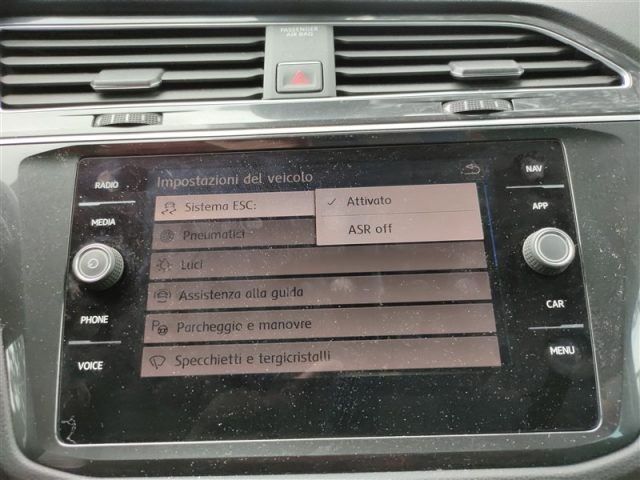 PASSENGER
AIR BAG
RADIO
MEDIA
PHONE
VOICE
Impostazioni del veicolo
Sistema ESC:
Attivato
ASR off
Pneumatici
Luci
Assistenza alla guida
Parcheggio e manovre
Specchietti e tergicristalli
NAV
APP
CAR
MENU